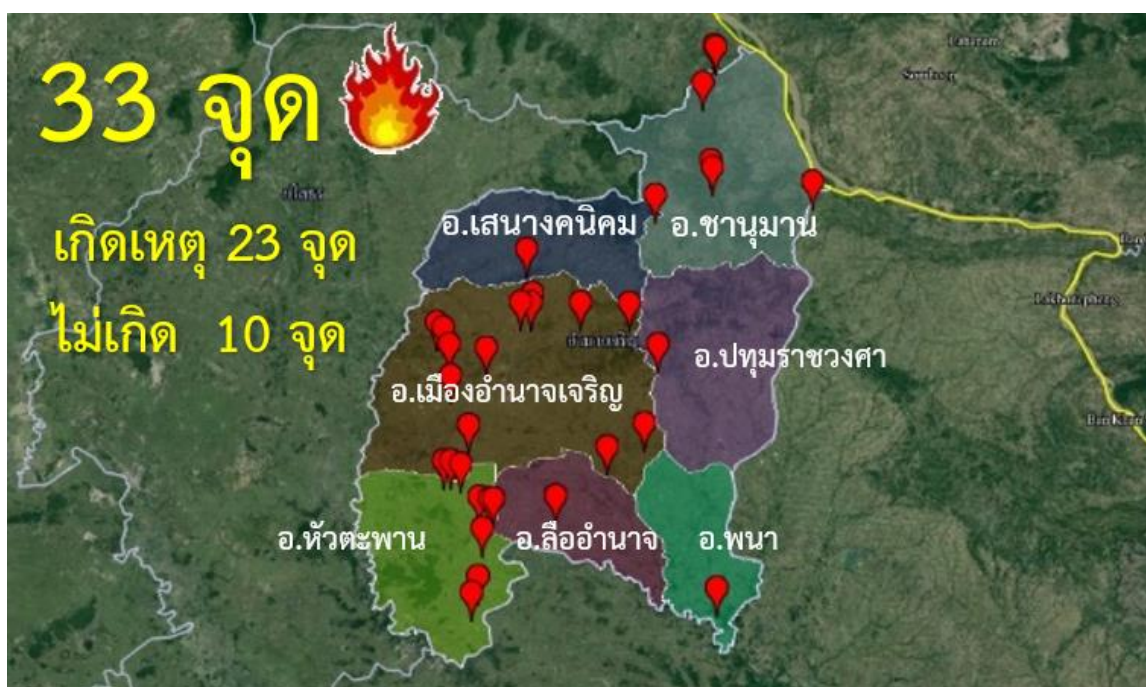 33 จุด
เกิดเหตุ 23 จุด
ไม่เกิด 10 จุด
อ.เสนางคนิคม
อ.ชานุมาน
อ.ปทุมราชวงศา
อ.เมืองอำนาจเจริญ
อ.หัวตะพาน
อ.ลืออำนาจ
อ.พนา